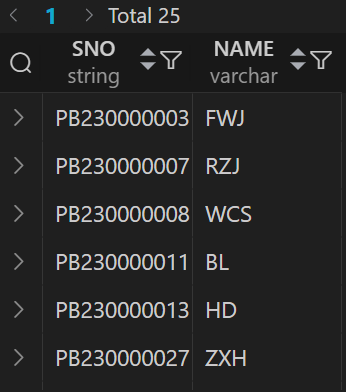 1 Total 25
SNO NAME
string varchar
PB230000003 FWJ
PB230000007 RZJ
PB230000008 WCS
PB230000011 BL
PB230000013 HD
PB230000027 ZXH